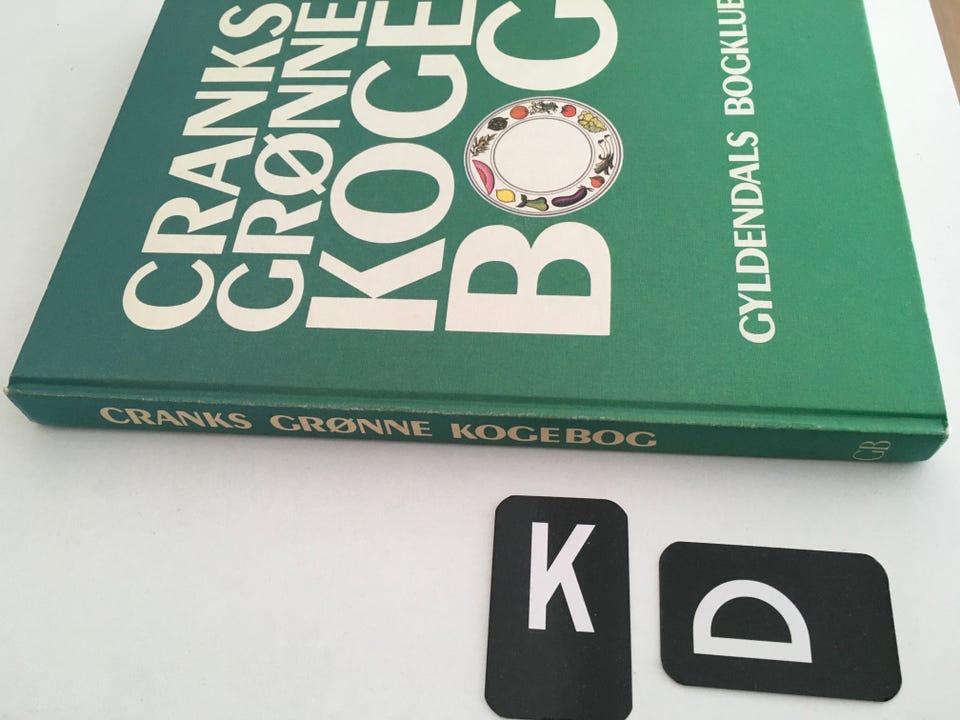 CRANKS
GRØNNE
KOGE
BOG
GYLDENDALS BOGKLUB
CRANKS GRØNNE KOGEBOG
GB
K
D